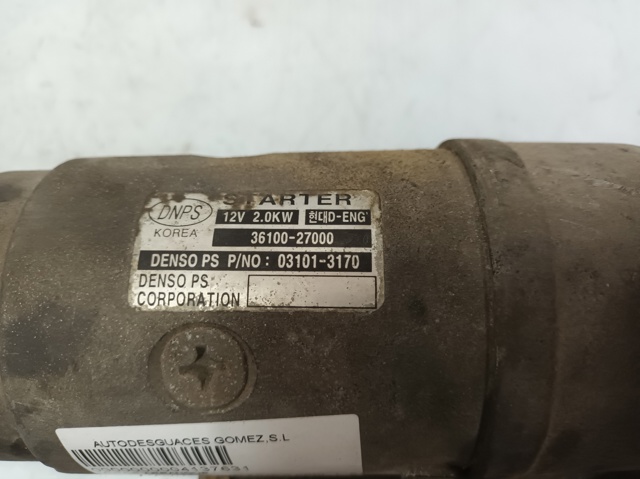 STARTER
DNPS
12V 2.0KW 현대D-ENG'
KOREA
36100-27000
DENSO PS P/NO: 03101-3170
DENSO PS
CORPORATION
AUTODESGUACES GOMEZ,S.L